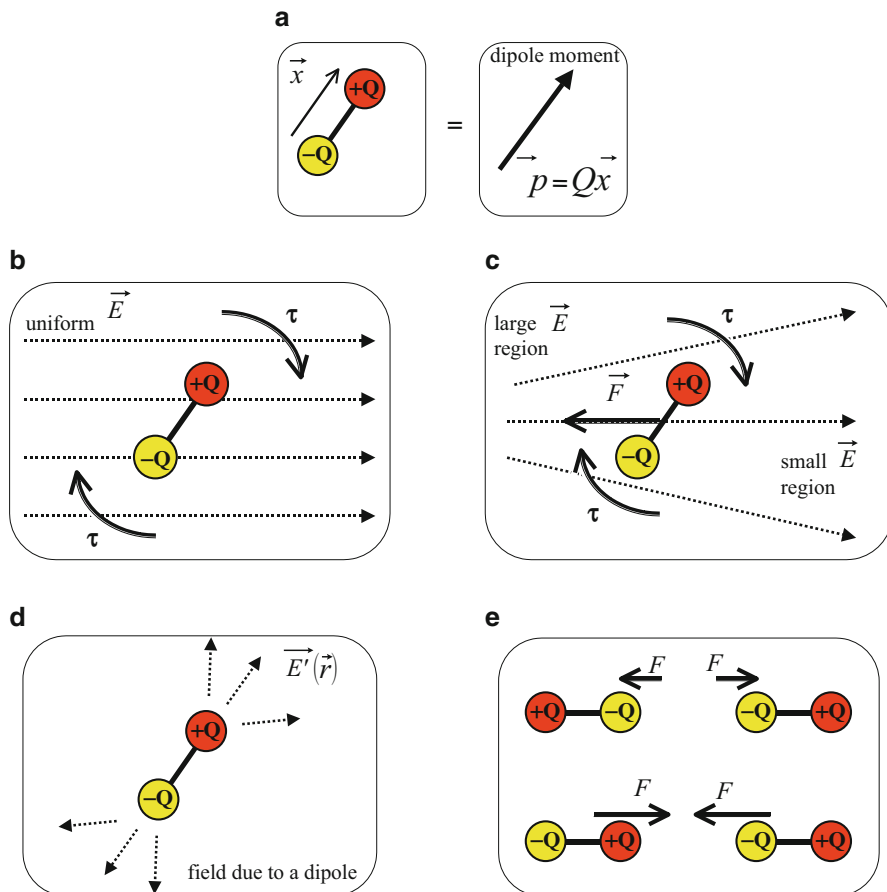 a
x
+Q
−Q
=
dipole moment
p = Qx
b
uniform E
τ
+Q
−Q
τ
c
large E
region
τ
F
+Q
−Q
small E
region
τ
d
E'(r)
+Q
−Q
field due to a dipole
e
F F
+Q −Q −Q +Q
F F
−Q +Q −Q +Q